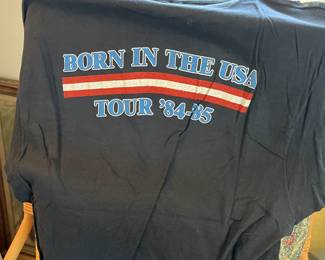 BORN IN THE USA
TOUR '84-'85